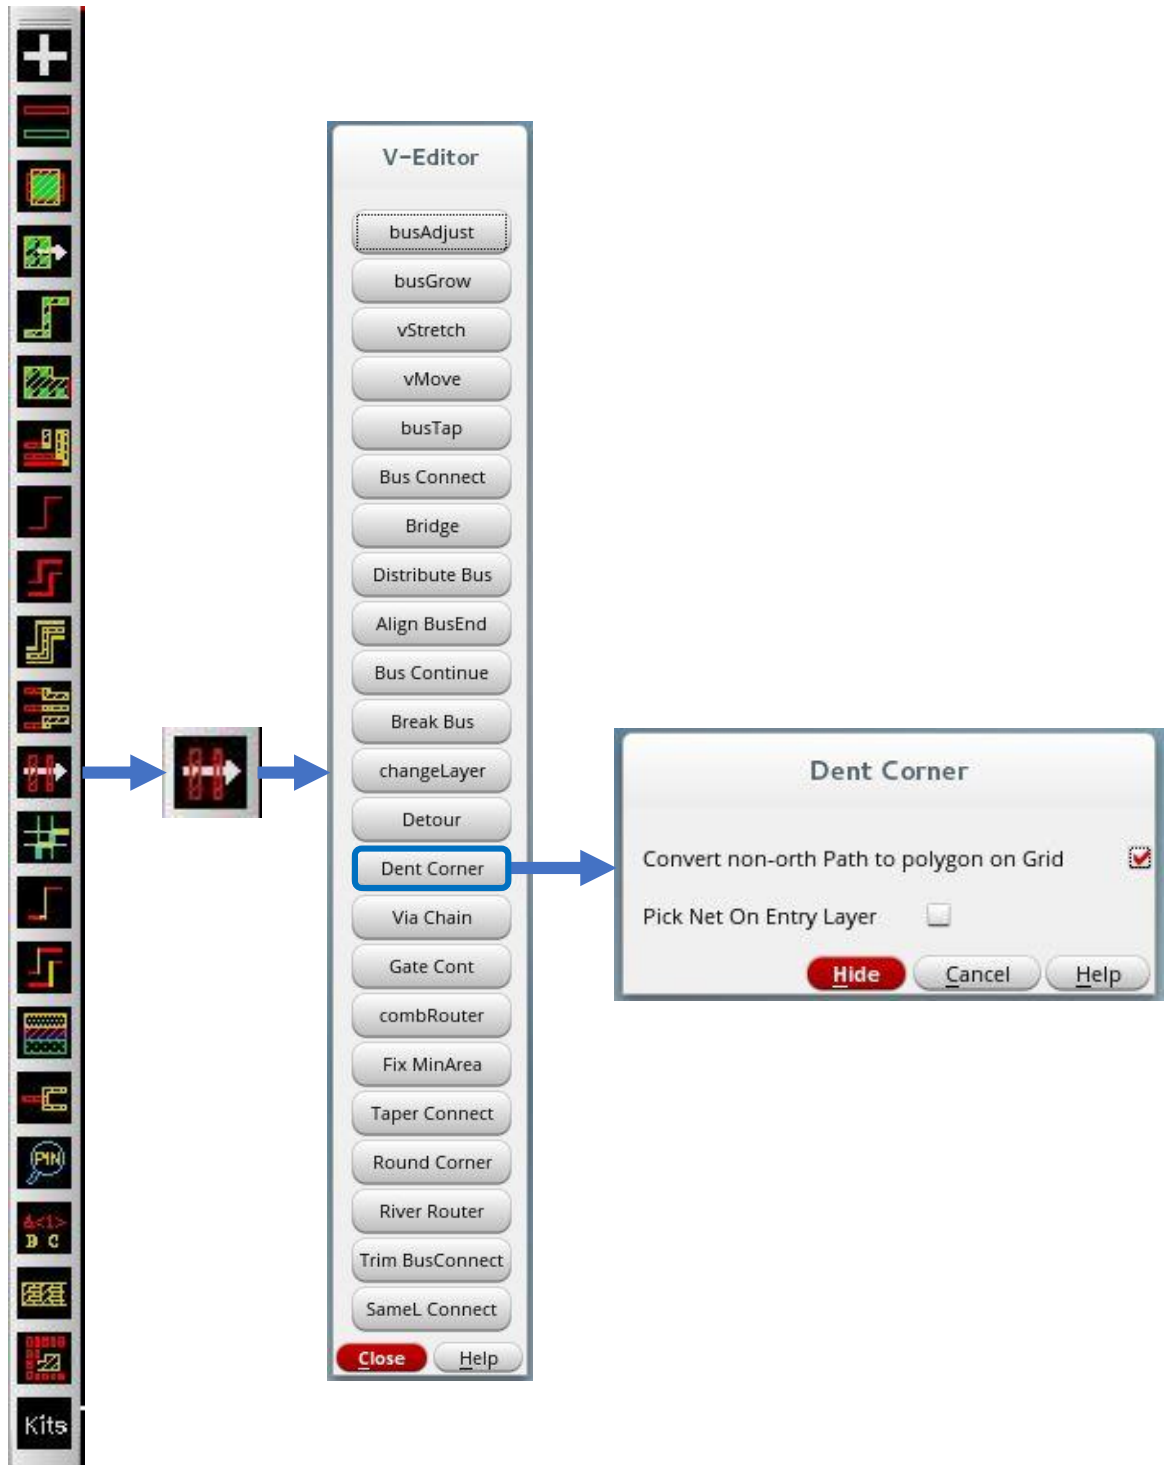 PIN
&<1>
B C
Kits
V-Editor
busAdjust
busGrow
vStretch
vMove
busTap
Bus Connect
Bridge
Distribute Bus
Align BusEnd
Bus Continue
Break Bus
changeLayer
Detour
Dent Corner
Via Chain
Gate Cont
combRouter
Fix MinArea
Taper Connect
Round Corner
River Router
Trim BusConnect
SameL Connect
Close Help
Dent Corner
Convert non-orth Path to polygon on Grid
Pick Net On Entry Layer
Hide Cancel Help